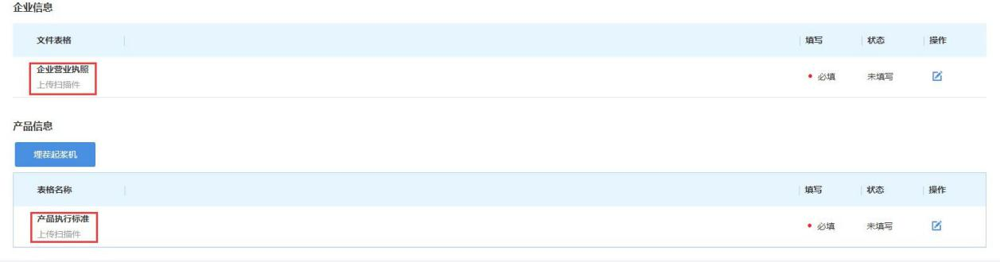 企业信息
文件表格 填写 状态 操作
企业营业执照
上传扫描件
必填 未填写
产品信息
埋茬起浆机
表格名称 填写 状态 操作
产品执行标准
上传扫描件
必填 未填写